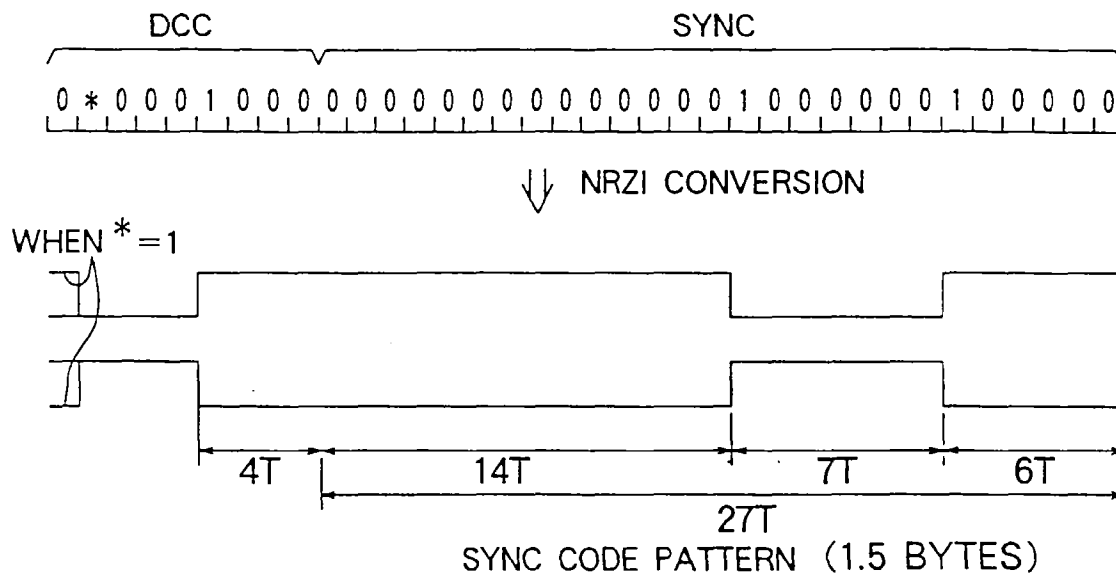 DCC SYNC
0 * 0 0 0 1 0 0 0 0 0 0 0 0 0 0 0 0 0 0 0 0 0 1 0 0 0 0 0 0 1 0 0 0 0 0
NRZI CONVERSION
WHEN * = 1
4T 14T 7T 6T
27T
SYNC CODE PATTERN (1.5 BYTES)